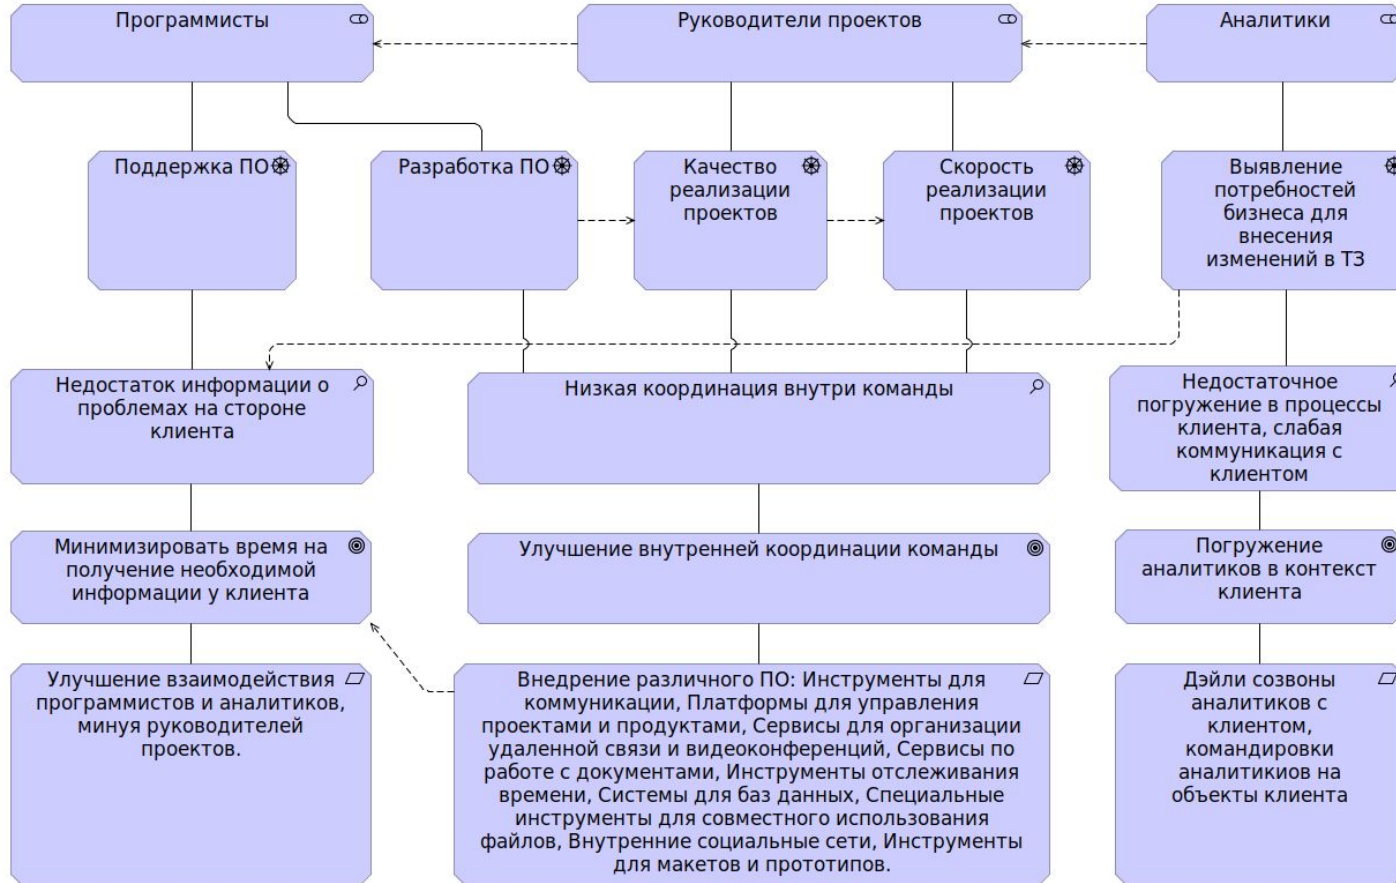 Программисты
Руководители проектов
Аналитики
Поддержка ПО
Разработка ПО
Качество
реализации
проектов
Скорость
реализации
проектов
Выявление
потребностей
бизнеса для
внесения
изменений в ТЗ
Недостаток информации о
проблемах на стороне
клиента
Низкая координация внутри команды
Недостаточное
погружение в процессы
клиента, слабая
коммуникация с
клиентом
Минимизировать время на
получение необходимой
информации у клиента
Улучшение внутренней координации команды
Погружение
аналитиков в контекст
клиента
Улучшение взаимодействия
программистов и аналитиков,
минуя руководителей
проектов.
Внедрение различного ПО: Инструменты для
коммуникации, Платформы для управления
проектами и продуктами, Сервисы для организации
удаленной связи и видеоконференций, Сервисы по
работе с документами, Инструменты отслеживания
времени, Системы для баз данных, Специальные
инструменты для совместного использования
файлов, Внутренние социальные сети, Инструменты
для макетов и прототипов.
Дэйли созвоны
аналитиков с
клиентом,
командировки
аналитикиов на
объекты клиента